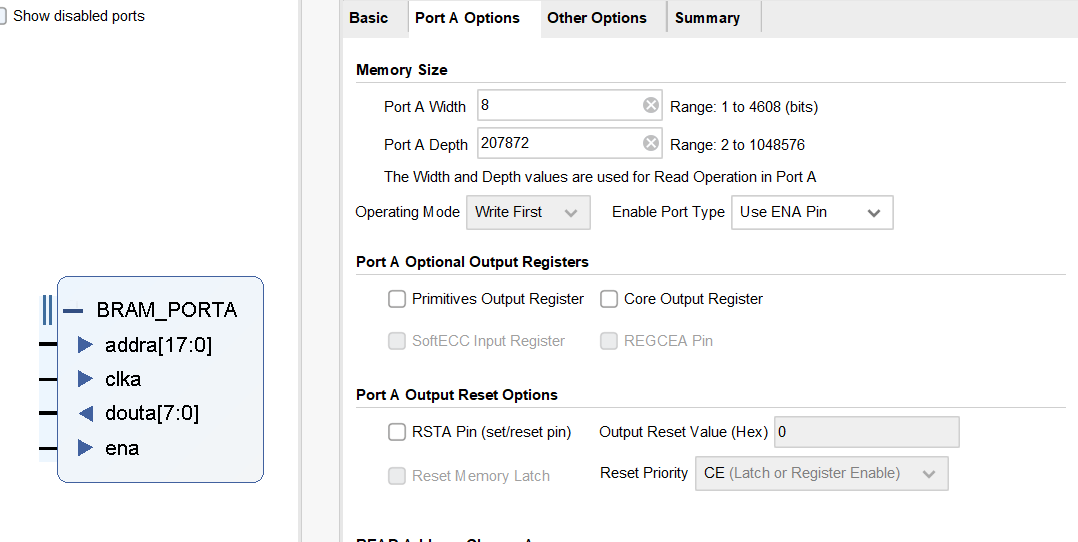 Show disabled ports
Basic Port A Options Other Options Summary
Memory Size
Port A Width 8 Range: 1 to 4608 (bits)
Port A Depth 207872 Range: 2 to 1048576
The Width and Depth values are used for Read Operation in Port A
Operating Mode Write First Enable Port Type Use ENA Pin
Port A Optional Output Registers
Primitives Output Register Core Output Register
SoftECC Input Register REGCEA Pin
Port A Output Reset Options
RSTA Pin (set/reset pin) Output Reset Value (Hex) 0
Reset Memory Latch Reset Priority CE (Latch or Register Enable)
BRAM_PORTA
addra[17:0]
clka
douta[7:0]
ena